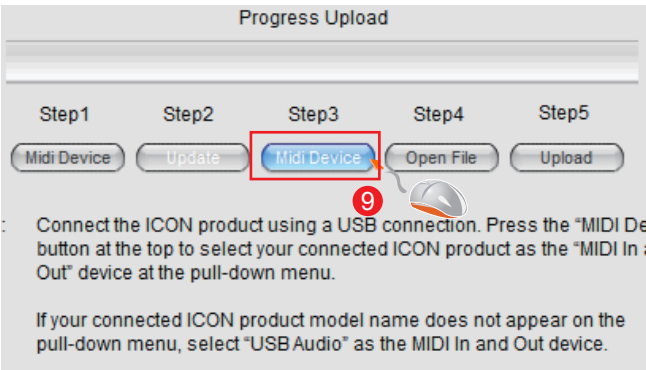 Progress Upload
Step1 Step2 Step3 Step4 Step5
Midi Device Update Midi Device Open File Upload
9
: Connect the ICON product using a USB connection. Press the “MIDI De
button at the top to select your connected ICON product as the “MIDI In a
Out” device at the pull-down menu.
If your connected ICON product model name does not appear on the
pull-down menu, select “USB Audio” as the MIDI In and Out device.